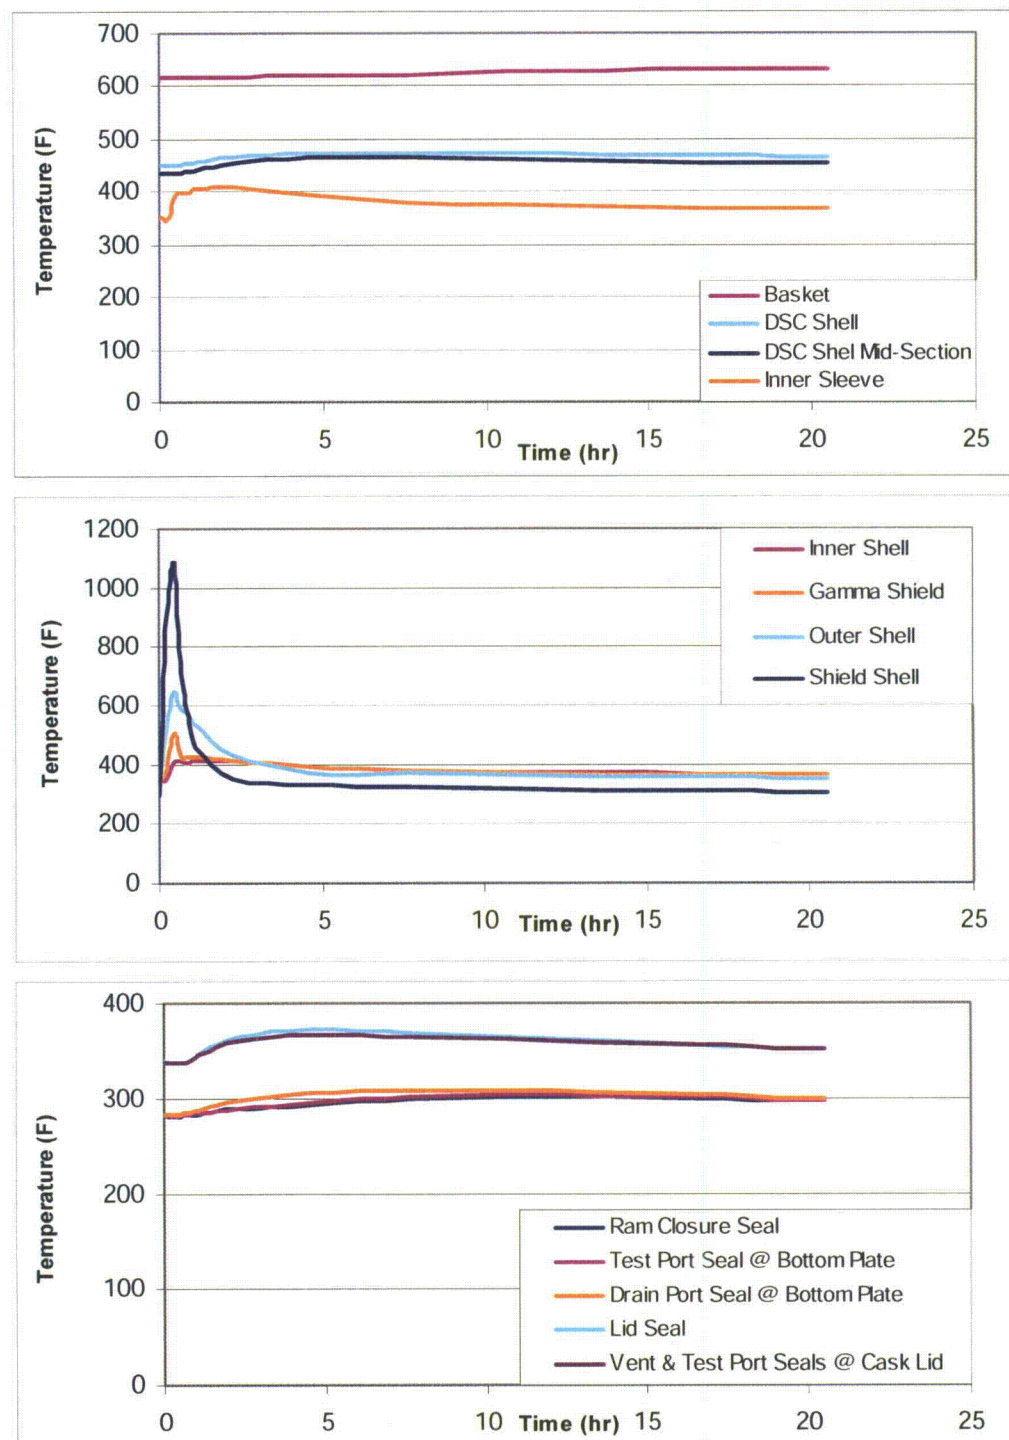 700
600
500
400
300
200
100
0
Temperature (F)
Basket
DSC Shell
DSC Shel Mid-Section
Inner Sleeve
0 5 10 15 20 25
Time (hr)
1200
1000
800
600
400
200
0
Temperature (F)
Inner Shell
Gamma Shield
Outer Shell
Shield Shell
0 5 10 15 20 25
Time (hr)
400
300
200
100
0
Temperature (F)
Ram Closure Seal
Test Port Seal @ Bottom Plate
Drain Port Seal @ Bottom Plate
Lid Seal
Vent & Test Port Seals @ Cask Lid
0 5 10 15 20 25
Time (hr)